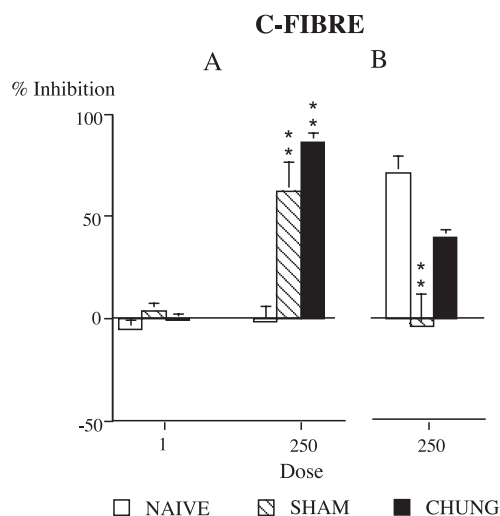 C-FIBRE
A B
% Inhibition
100
* * * *
50
* *
0
-50
1 250 250
Dose
NAIVE SHAM CHUNG